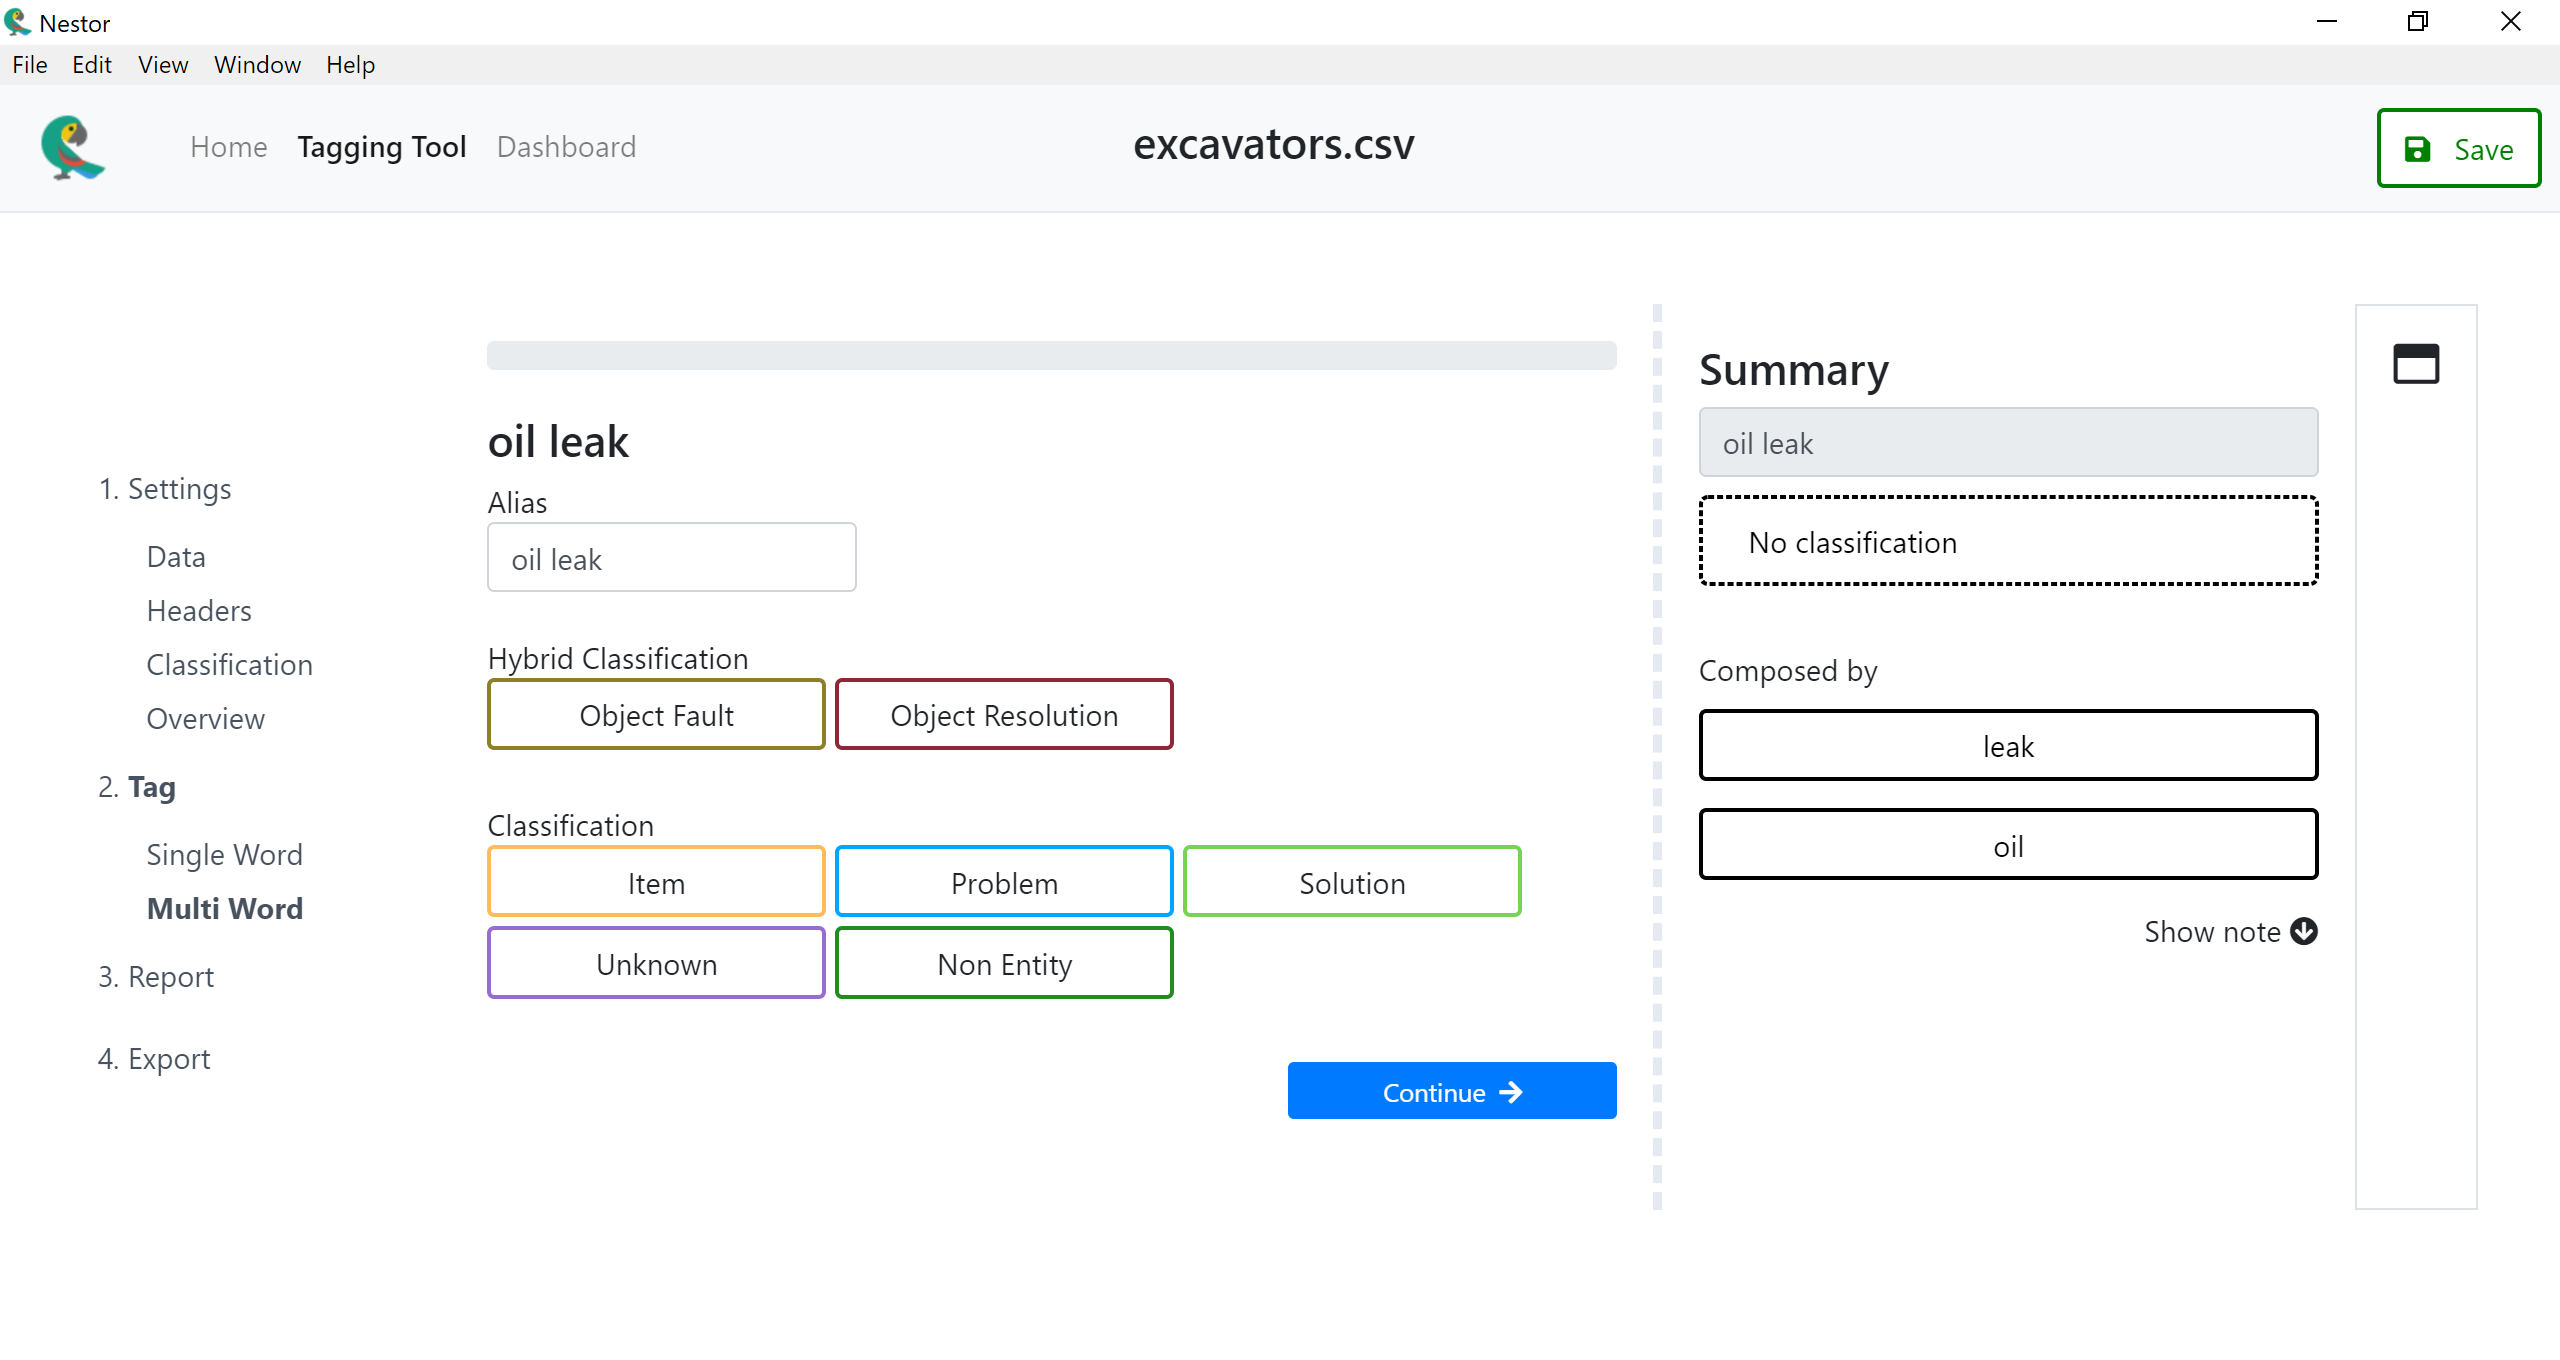 Nestor
File Edit View Window Help
Home Tagging Tool Dashboard
excavators.csv
Save
1. Settings
Data
Headers
Classification
Overview
2. Tag
Single Word
Multi Word
3. Report
4. Export
oil leak
Alias
oil leak
Hybrid Classification
Object Fault
Object Resolution
Classification
Item
Problem
Solution
Unknown
Non Entity
Continue
Summary
oil leak
No classification
Composed by
leak
oil
Show note